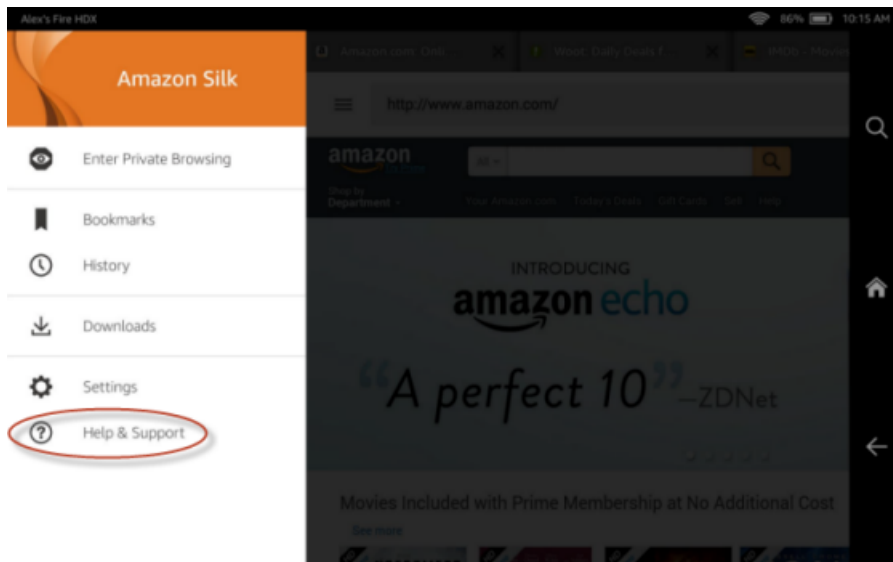 Alex's Fire HDX
86%
10:15 AM
Amazon Silk
Enter Private Browsing
Bookmarks
History
Downloads
Settings
Help & Support
Amazon.com: Onli
Woot: Daily Deals f
IMDb - Movies
http://www.amazon.com/
amazon
All
Shop by
Department
Your Amazon.com Today's Deals Gift Cards Sell Help
INTRODUCING
amazon echo
“A perfect 10”—ZDNet
Movies Included with Prime Membership at No Additional Cost
See more